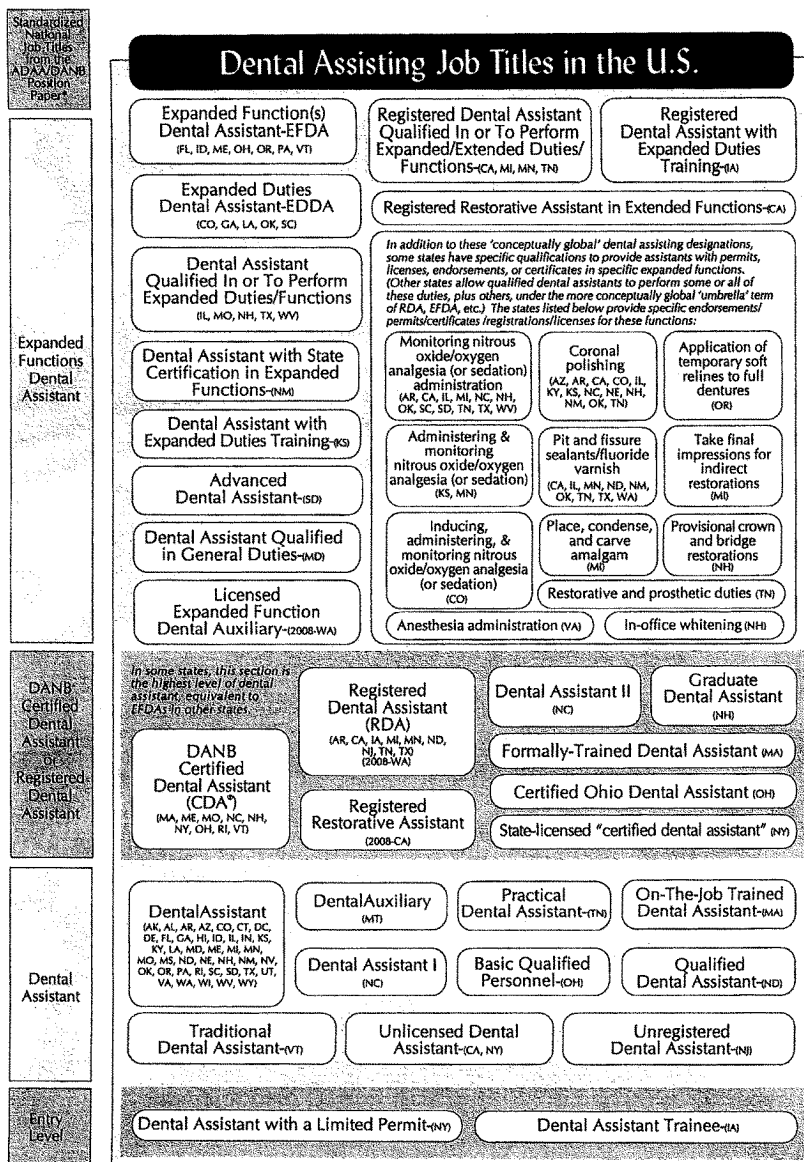 Standardized
National
Job Titles
from the
ADAA/DANB
Position
Paper*
Dental Assisting Job Titles in the U.S.
Expanded
Functions
Dental
Assistant
Expanded Function(s)
Dental Assistant-EFDA
(FL, ID, ME, OH, OR, PA, VT)
Registered Dental Assistant
Qualified In or To Perform
Expanded/Extended Duties/
Functions-(CA, MI, MN, TN)
Registered
Dental Assistant with
Expanded Duties
Training-(IA)
Expanded Duties
Dental Assistant-EDDA
(CO, GA, LA, OK, SC)
Registered Restorative Assistant in Extended Functions-(CA)
Dental Assistant
Qualified In or To Perform
Expanded Duties/Functions
(IL, MO, NH, TX, WV)
Dental Assistant with State
Certification in Expanded
Functions-(NM)
Dental Assistant with
Expanded Duties Training-(KS)
Advanced
Dental Assistant-(SD)
Dental Assistant Qualified
in General Duties-(MD)
Licensed
Expanded Function
Dental Auxiliary-(2008-WA)
In addition to these 'conceptually global' dental assisting designations,
some states have specific qualifications to provide assistants with permits,
licenses, endorsements, or certificates in specific expanded functions.
(Other states allow qualified dental assistants to perform some or all of
these duties, plus others, under the more conceptually global 'umbrella' term
of RDA, EFDA, etc.) The states listed below provide specific endorsements/
permits/certificates /registrations/licenses for these functions:
Monitoring nitrous
oxide/oxygen
analgesia (or sedation)
administration
(AR, CA, IL, MI, NC, NH,
OK, SC, SD, TN, TX, WV)
Coronal
polishing
(AZ, AR, CA, CO, IL,
KY, KS, NC, NE, NH,
NM, OK, TN)
Application of
temporary soft
relines to full
dentures
(OR)
Administering &
monitoring
nitrous oxide/oxygen
analgesia (or sedation)
(KS, MN)
Pit and fissure
sealants/fluoride
varnish
(CA, IL, MN, ND, NM,
OK, TN, TX, WA)
Take final
impressions for
indirect
restorations
(MI)
Inducing,
administering, &
monitoring nitrous
oxide/oxygen analgesia
(or sedation)
(CO)
Place, condense,
and carve
amalgam
(MI)
Provisional crown
and bridge
restorations
(NH)
Restorative and prosthetic duties (TN)
Anesthesia administration (VA)
In-office whitening (NH)
DANB
Certified
Dental
Assistant
or
Registered
Dental
Assistant
In some states, this section is
the highest level of dental
assistant, equivalent to
EFDAs in other states.
DANB
Certified
Dental Assistant
(CDA®)
(MA, ME, MO, NC, NH,
NY, OH, RI, VT)
Registered
Dental Assistant
(RDA)
(AR, CA, IA, MI, MN, ND,
NJ, TN, TX)
(2008-WA)
Registered
Restorative Assistant
(2008-CA)
Dental Assistant II
(NC)
Graduate
Dental Assistant
(NH)
Formally-Trained Dental Assistant (MA)
Certified Ohio Dental Assistant (OH)
State-licensed "certified dental assistant" (NY)
Dental
Assistant
DentalAssistant
(AK, AL, AR, AZ, CO, CT, DC,
DE, FL, GA, HI, ID, IL, IN, KS,
KY, LA, MD, ME, MI, MN,
MO, MS, ND, NE, NH, NM, NV,
OK, OR, PA, RI, SC, SD, TX, UT,
VA, WA, WI, WV, WY)
DentalAuxiliary
(MT)
Practical
Dental Assistant-(TN)
On-The-Job Trained
Dental Assistant-(MA)
Dental Assistant I
(NC)
Basic Qualified
Personnel-(OH)
Qualified
Dental Assistant-(ND)
Traditional
Dental Assistant-(VT)
Unlicensed Dental
Assistant-(CA, NY)
Unregistered
Dental Assistant-(NJ)
Entry
Level
Dental Assistant with a Limited Permit-(NY)
Dental Assistant Trainee-(IA)